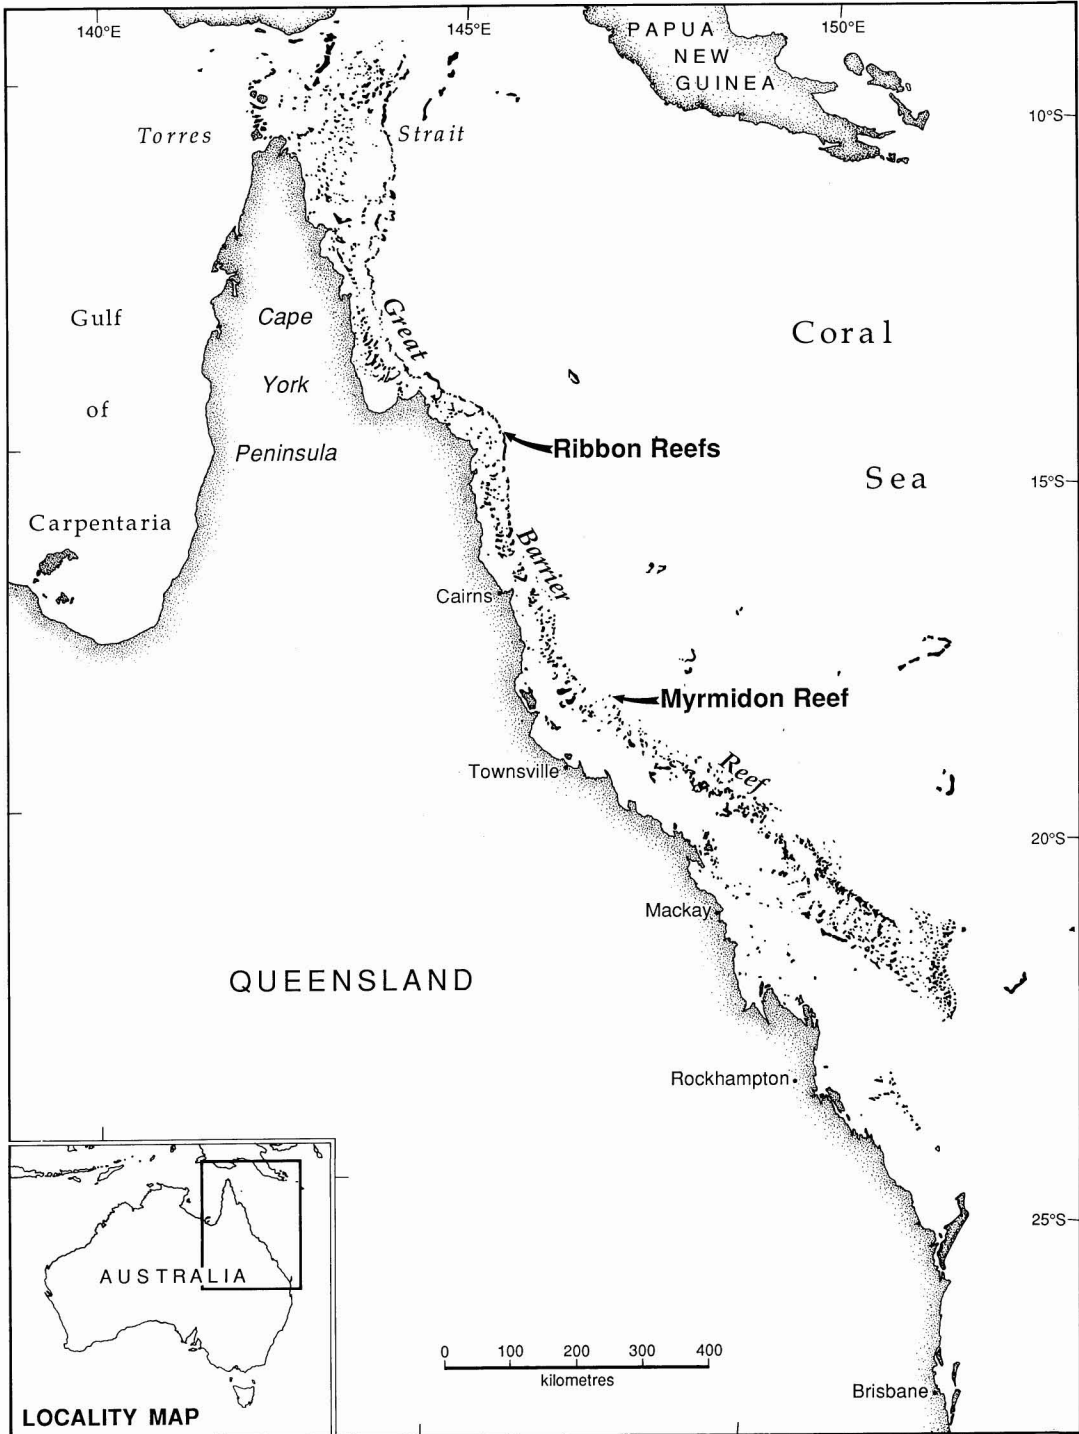 140°E
145°E
150°E
PAPUA
NEW
GUINEA
10°S
Torres
Strait
Gulf
of
Carpentaria
Cape
York
Peninsula
Great
Barrier
Reef
Coral
Sea
Ribbon Reefs
15°S
Cairns
Myrmidon Reef
Townsville
20°S
Mackay
QUEENSLAND
Rockhampton
25°S
AUSTRALIA
LOCALITY MAP
0 100 200 300 400
kilometres
Brisbane